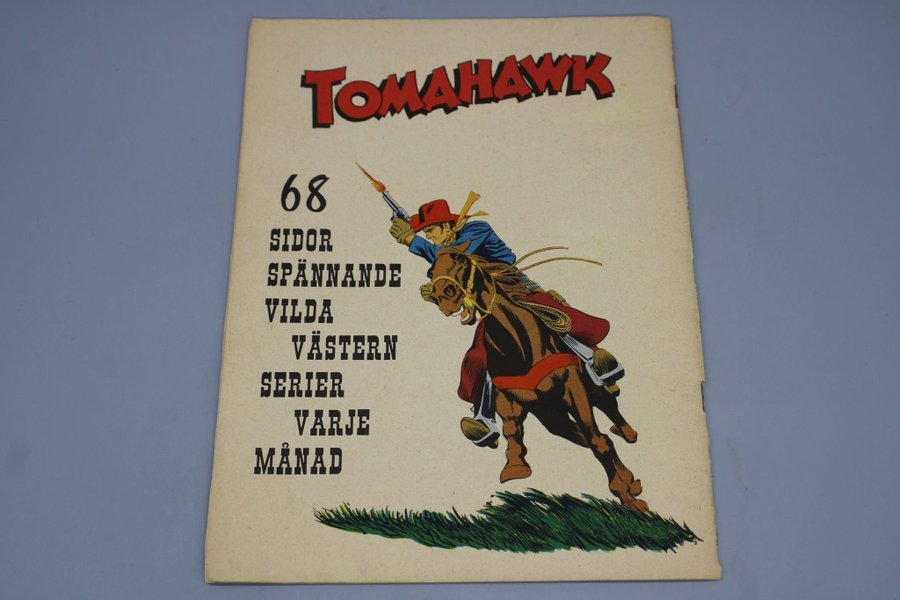 TOMAHAWK
68
SIDOR
SPÄNNANDE
VILDA
VÄSTERN
SERIER
VARJE
MÅNAD